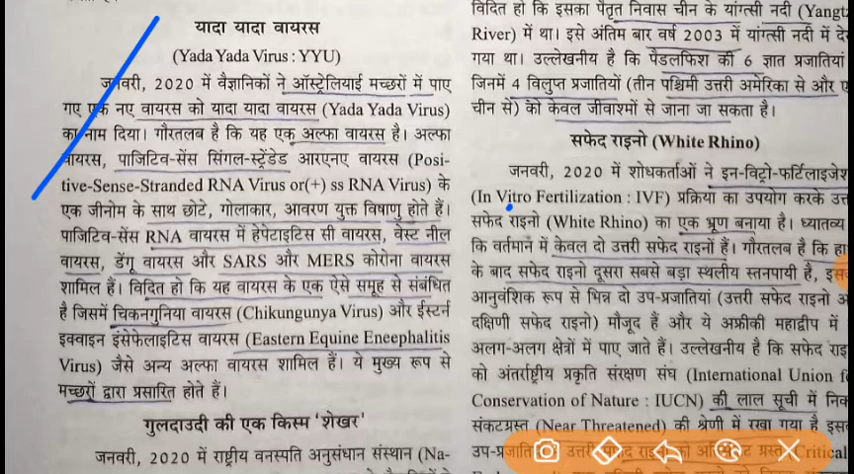 यादा यादा वायरस
(Yada Yada Virus : YYU)
जनवरी, 2020 में वैज्ञानिकों ने ऑस्ट्रेलियाई मच्छरों में पाए
गए एक नए वायरस को यादा यादा वायरस (Yada Yada Virus)
का नाम दिया। गौरतलब है कि यह एक अल्फा वायरस है। अल्फा
वायरस, पाजिटिव-सेंस सिंगल-स्ट्रेंडेड आरएनए वायरस (Posi-
tive-Sense-Stranded RNA Virus or(+) ss RNA Virus) के
एक जीनोम के साथ छोटे, गोलाकार, आवरण युक्त विषाणु होते हैं।
पाजिटिव-सेंस RNA वायरस में हेपेटाइटिस सी वायरस, वेस्ट नील
वायरस, डेंगू वायरस और SARS और MERS कोरोना वायरस
शामिल हैं। विदित हो कि यह वायरस के एक ऐसे समूह से संबंधित
है जिसमें चिकनगुनिया वायरस (Chikungunya Virus) और ईस्टर्न
इक्वाइन इंसेफेलाइटिस वायरस (Eastern Equine Eneephalitis
Virus) जैसे अन्य अल्फा वायरस शामिल हैं। ये मुख्य रूप से
मच्छरों द्वारा प्रसारित होते हैं।
गुलदाउदी की एक किस्म 'शेखर'
जनवरी, 2020 में राष्ट्रीय वनस्पति अनुसंधान संस्थान (Na-
विदित हो कि इसका पैतृत निवास चीन के यांग्त्सी नदी (Yangt
River) में था। इसे अंतिम बार वर्ष 2003 में यांग्त्सी नदी में दे
गया था। उल्लेखनीय है कि पैडलफिश की 6 ज्ञात प्रजातियां
जिनमें 4 विलुप्त प्रजातियों (तीन पश्चिमी उत्तरी अमेरिका से और ए
चीन से) को केवल जीवाश्मों से जाना जा सकता है।
सफेद राइनो (White Rhino)
जनवरी, 2020 में शोधकर्ताओं ने इन-विट्रो-फर्टिलाइजेश
(In Vitro Fertilization : IVF) प्रक्रिया का उपयोग करके उत्त
सफेद राइनो (White Rhino) का एक भ्रूण बनाया है। ध्यातव्य
कि वर्तमान में केवल दो उत्तरी सफेद राइनों हैं। गौरतलब है कि हा
के बाद सफेद राइनो दूसरा सबसे बड़ा स्थलीय स्तनपायी है, इस
आनुवंशिक रूप से भिन्न दो उप-प्रजातियां (उत्तरी सफेद राइनो अ
दक्षिणी सफेद राइनो) मौजूद हैं और ये अफ्रीकी महाद्वीप में
अलग-अलग क्षेत्रों में पाए जाते हैं। उल्लेखनीय है कि सफेद राइ
को अंतर्राष्ट्रीय प्रकृति संरक्षण संघ (International Union f
Conservation of Nature : IUCN) की लाल सूची में निक
संकटग्रस्त (Near Threatened) की श्रेणी में रखा गया है इस
उप-प्रजाति उत्तरी सफेद राइनो को ग्रस्त Critical